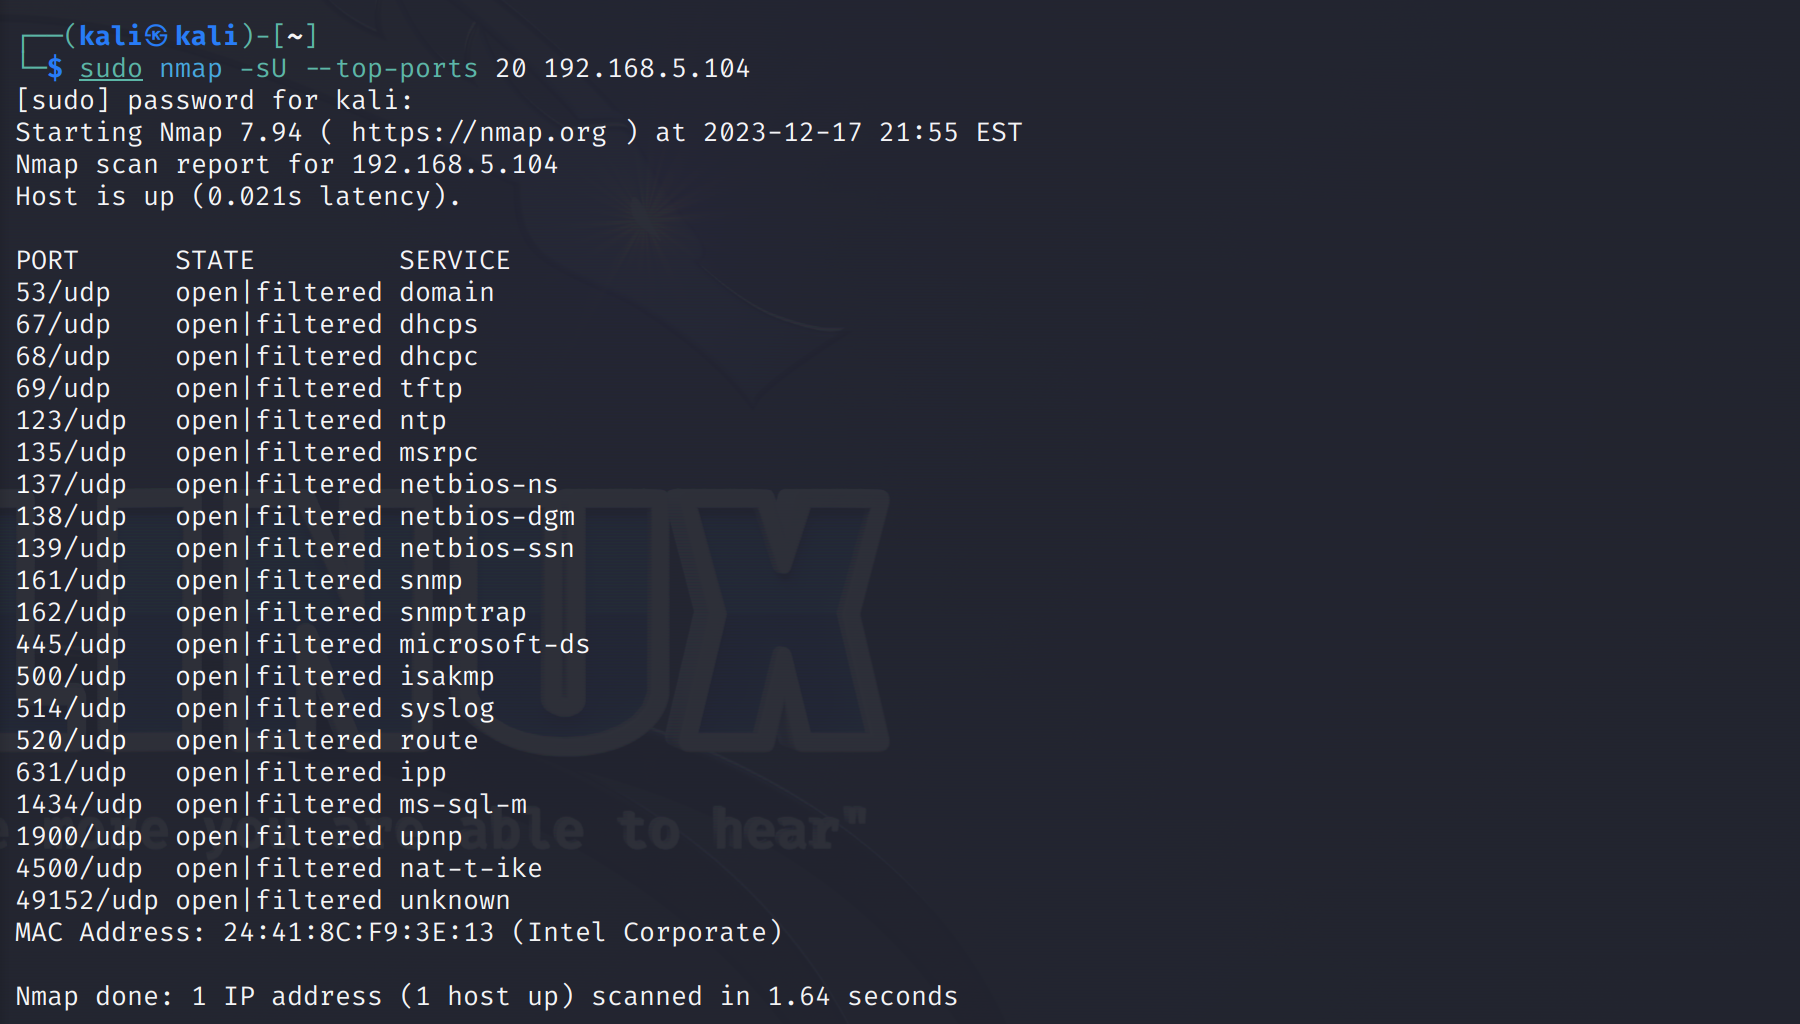 ┌──(kali㉿kali)-[~]
└─$ sudo nmap -sU --top-ports 20 192.168.5.104
[sudo] password for kali:
Starting Nmap 7.94 ( https://nmap.org ) at 2023-12-17 21:55 EST
Nmap scan report for 192.168.5.104
Host is up (0.021s latency).

PORT      STATE         SERVICE
53/udp    open|filtered domain
67/udp    open|filtered dhcps
68/udp    open|filtered dhcpc
69/udp    open|filtered tftp
123/udp   open|filtered ntp
135/udp   open|filtered msrpc
137/udp   open|filtered netbios-ns
138/udp   open|filtered netbios-dgm
139/udp   open|filtered netbios-ssn
161/udp   open|filtered snmp
162/udp   open|filtered snmptrap
445/udp   open|filtered microsoft-ds
500/udp   open|filtered isakmp
514/udp   open|filtered syslog
520/udp   open|filtered route
631/udp   open|filtered ipp
1434/udp  open|filtered ms-sql-m
1900/udp  open|filtered upnp
4500/udp  open|filtered nat-t-ike
49152/udp open|filtered unknown
MAC Address: 24:41:8C:F9:3E:13 (Intel Corporate)

Nmap done: 1 IP address (1 host up) scanned in 1.64 seconds
INUX
more you are able to hear"